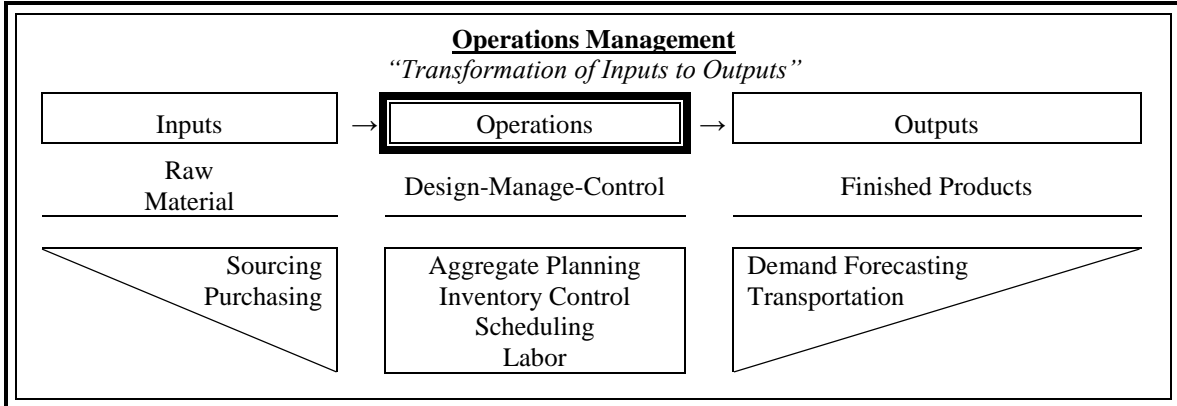 Operations Management
“Transformation of Inputs to Outputs”
Inputs → Operations → Outputs
Raw
Material
Design-Manage-Control
Finished Products
Sourcing
Purchasing
Aggregate Planning
Inventory Control
Scheduling
Labor
Demand Forecasting
Transportation